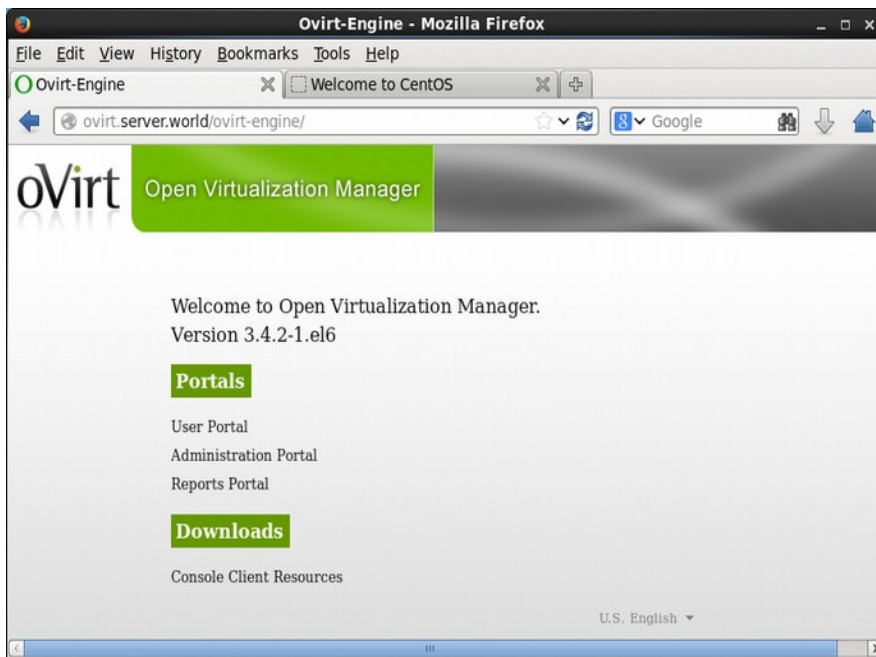 Ovirt-Engine - Mozilla Firefox
File Edit View History Bookmarks Tools Help
Ovirt-Engine
Welcome to CentOS
ovirt.server.world/ovirt-engine/
8 Google
oVirt Open Virtualization Manager
Welcome to Open Virtualization Manager.
Version 3.4.2-1.el6
Portals
User Portal
Administration Portal
Reports Portal
Downloads
Console Client Resources
U.S. English